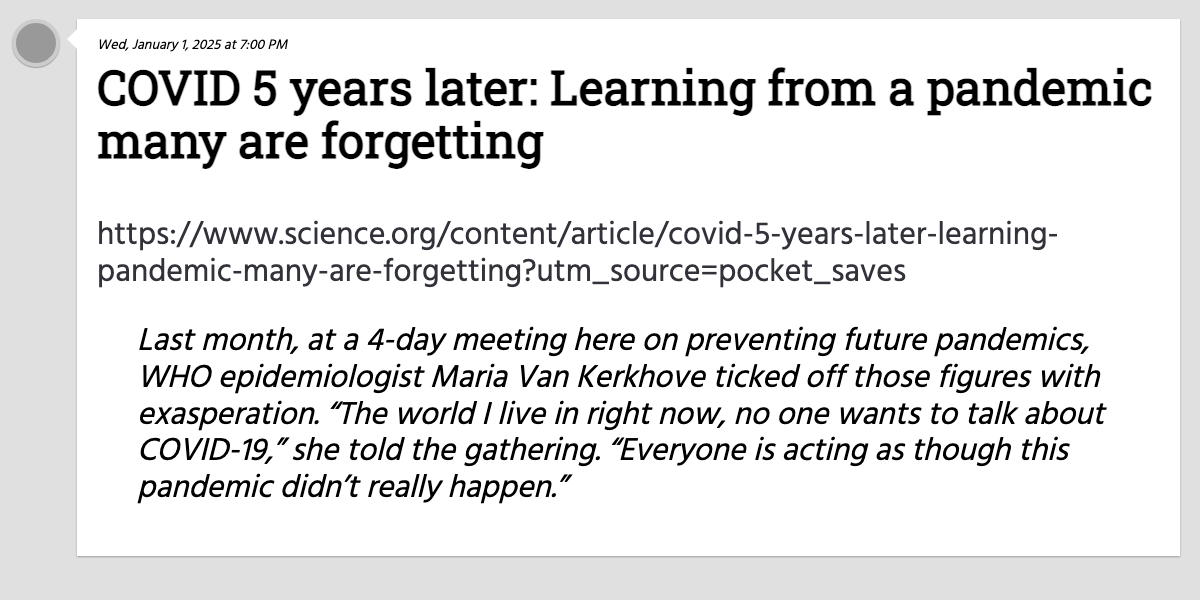 Wed, January 1, 2025 at 7:00 PM
COVID 5 years later: Learning from a pandemic
many are forgetting
https://www.science.org/content/article/covid-5-years-later-learning-
pandemic-many-are-forgetting?utm_source=pocket_saves
Last month, at a 4-day meeting here on preventing future pandemics,
WHO epidemiologist Maria Van Kerkhove ticked off those figures with
exasperation. “The world I live in right now, no one wants to talk about
COVID-19,” she told the gathering. “Everyone is acting as though this
pandemic didn’t really happen.”